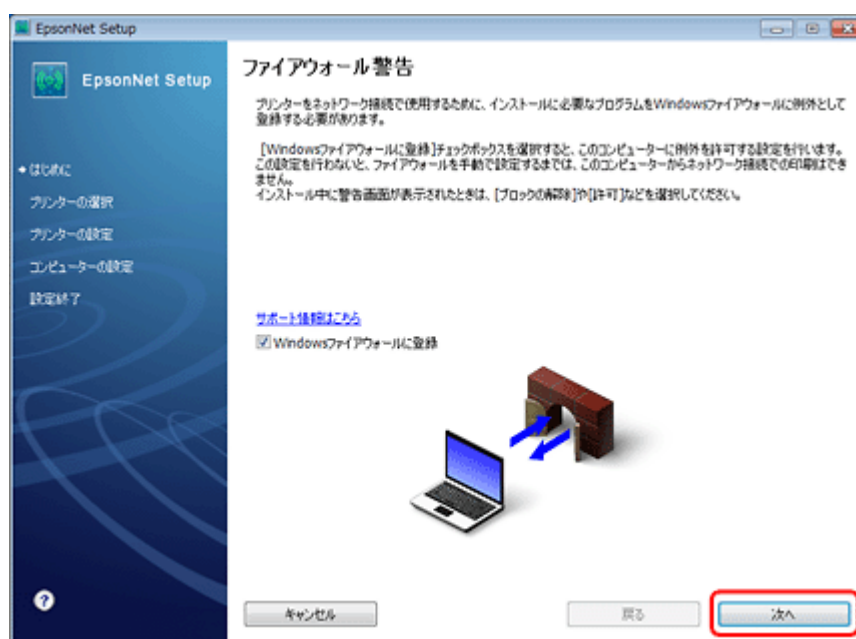 EpsonNet Setup
EpsonNet Setup
はじめに
プリンターの選択
プリンターの設定
コンピューターの設定
設定終了
ファイアウォール警告
プリンターをネットワーク接続で使用するために、インストールに必要なプログラムをWindowsファイアウォールに例外として
登録する必要があります。
[Windowsファイアウォールに登録]チェックボックスを選択すると、このコンピューターに例外を許可する設定を行います。
この設定を行わないと、ファイアウォールを手動で設定するまでは、このコンピューターからネットワーク接続での印刷はでき
ません。
インストール中に警告画面が表示されたときは、[ブロックの解除]や[許可]などを選択してください。
サポート情報はこちら
Windowsファイアウォールに登録
?
キャンセル
戻る
次へ